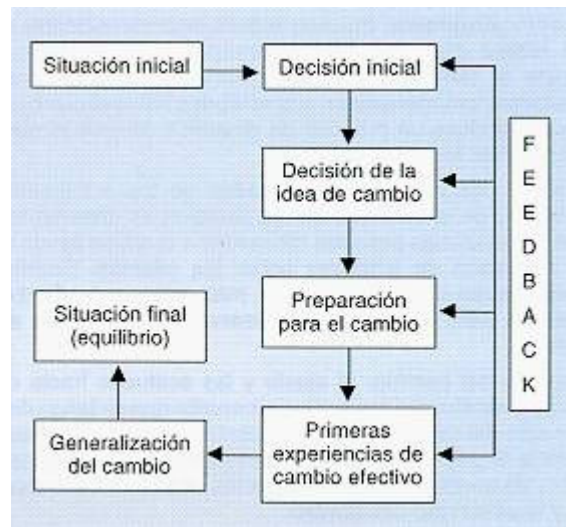 Situación inicial
Decisión inicial
Decisión de la
idea de cambio
Preparación
para el cambio
Primeras
experiencias de
cambio efectivo
Generalización
del cambio
Situación final
(equilibrio)
FEEDBACK